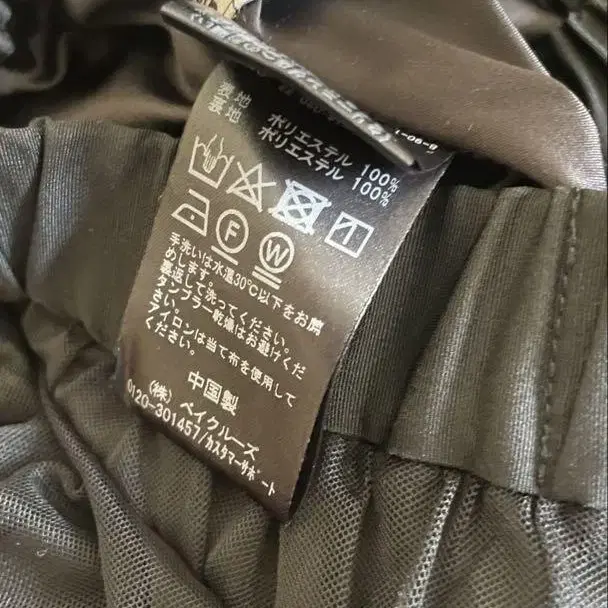 表地 ポリエステル 100%
裏地 ポリエステル 100%
F W
手洗いは水温30℃以下をお薦
めします。
裏返して洗ってください。
タンブラー乾燥はお避けくだ
さい。
アイロンは当て布を使用して
ください。
中国製
(株) ベイクルーズ
0120-301457/カスタマーサポート